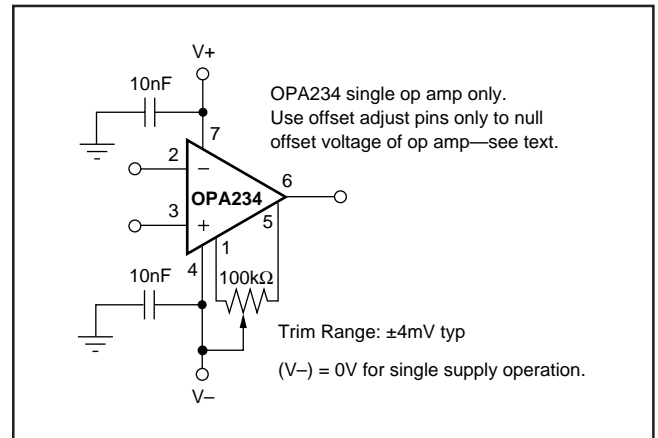 V+
10nF
OPA234 single op amp only.
Use offset adjust pins only to null
offset voltage of op amp—see text.
7
2
–
6
OPA234
3
+
5
1
4
10nF
100kΩ
Trim Range: ±4mV typ
(V–) = 0V for single supply operation.
V–